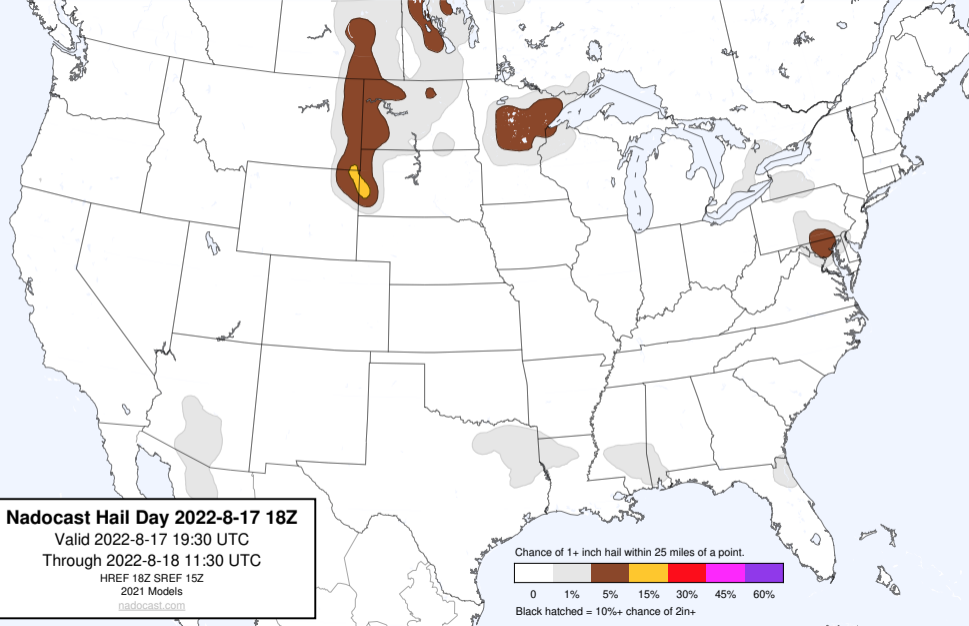 Nadocast Hail Day 2022-8-17 18Z
Valid 2022-8-17 19:30 UTC
Through 2022-8-18 11:30 UTC
HREF 18Z SREF 15Z
2021 Models
nadocast.com
Chance of 1+ inch hail within 25 miles of a point.
0 1% 5% 15% 30% 45% 60%
Black hatched = 10%+ chance of 2in+